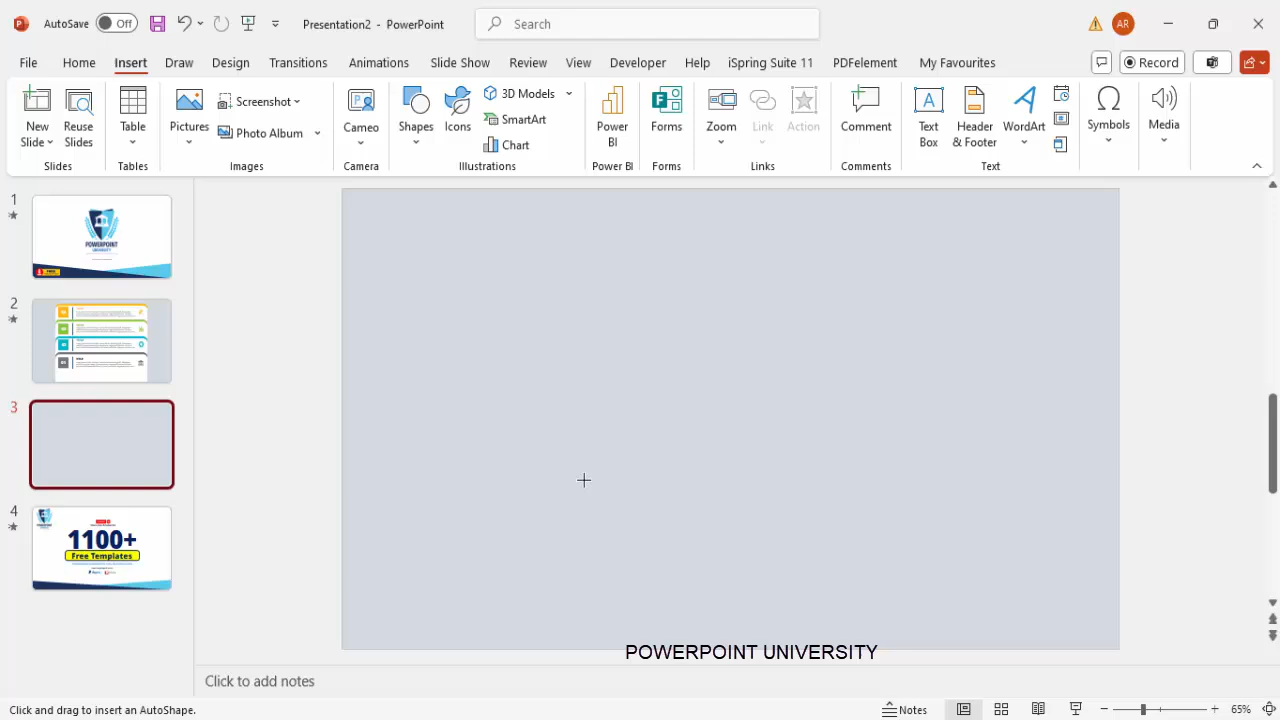 AutoSave Off Presentation2 - PowerPoint Search AR
File Home Insert Draw Design Transitions Animations Slide Show Review View Developer Help iSpring Suite 11 PDFelement My Favourites Record
New Slide
Reuse Slides
Slides
Table
Tables
Pictures
Screenshot
Photo Album
Images
Cameo
Camera
Shapes
Icons
3D Models
SmartArt
Chart
Illustrations
Power BI
Power BI
Forms
Forms
Zoom
Link
Action
Links
Comment
Comments
Text Box
Header & Footer
WordArt
Text
Symbols
Media
1
POWERPOINT
UNIVERSITY
2
3
4
1100+
Free Templates
POWERPOINT UNIVERSITY
Click to add notes
Click and drag to insert an AutoShape.
Notes
65%